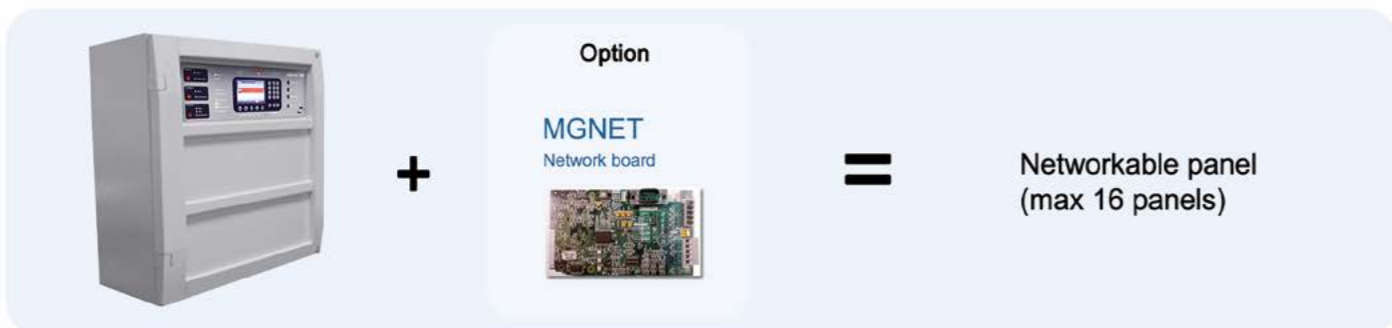 Option
MGNET
Network board
+
=
Networkable panel
(max 16 panels)